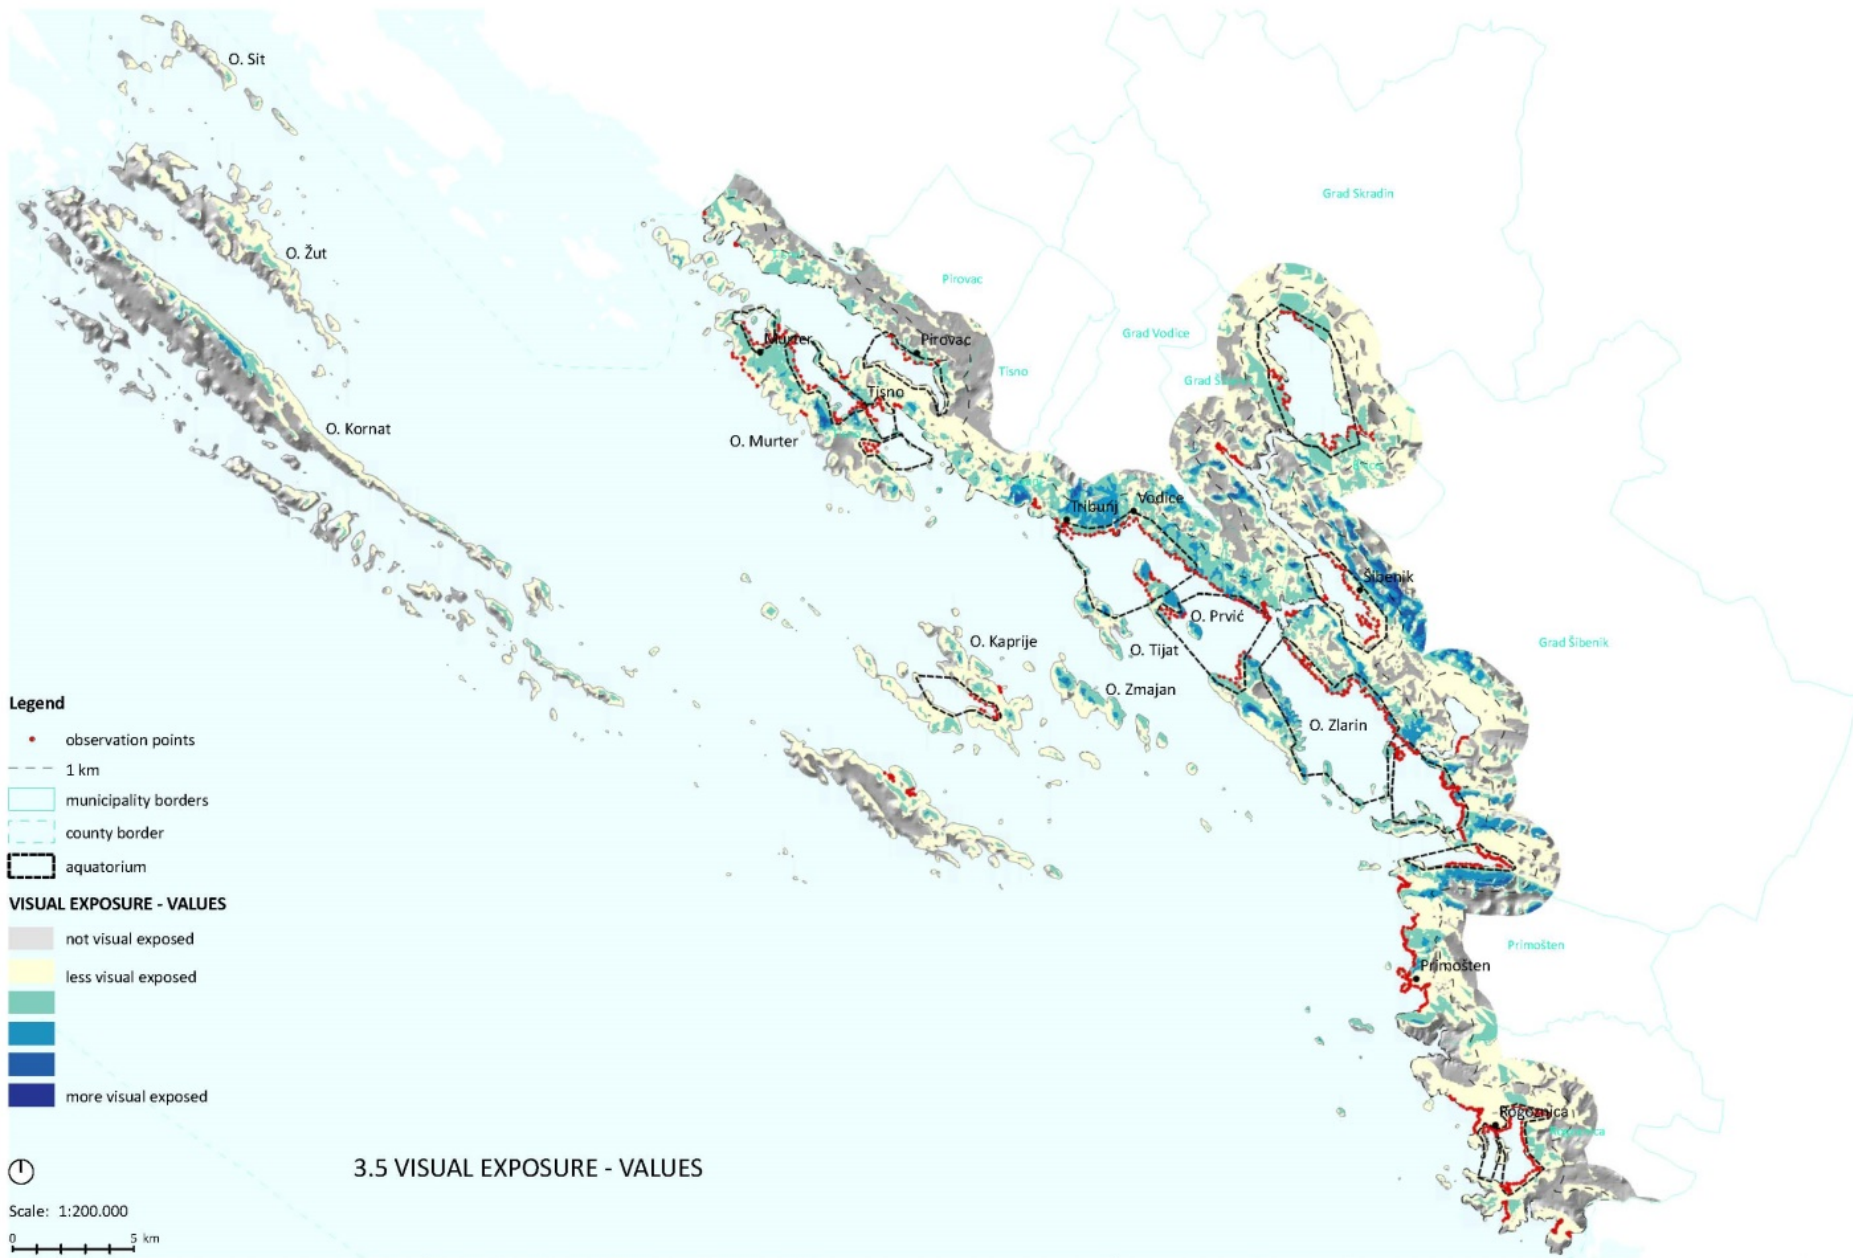 O. Sit
Grad Skradin
O. Žut
Pirovac
Grad Vodice
Murter
Pirovac
Tisno
Tisno
O. Kornat
O. Murter
Vodice
Tribunj
Šibenik
O. Prvić
O. Kaprije
O. Tijat
Grad Šibenik
O. Zmajan
O. Zlarin
Legend
observation points
1 km
municipality borders
county border
aquatorium
VISUAL EXPOSURE - VALUES
not visual exposed
less visual exposed
more visual exposed
Primošten
Primošten
Rogoznica
3.5 VISUAL EXPOSURE - VALUES
Scale: 1:200.000
0 5 km